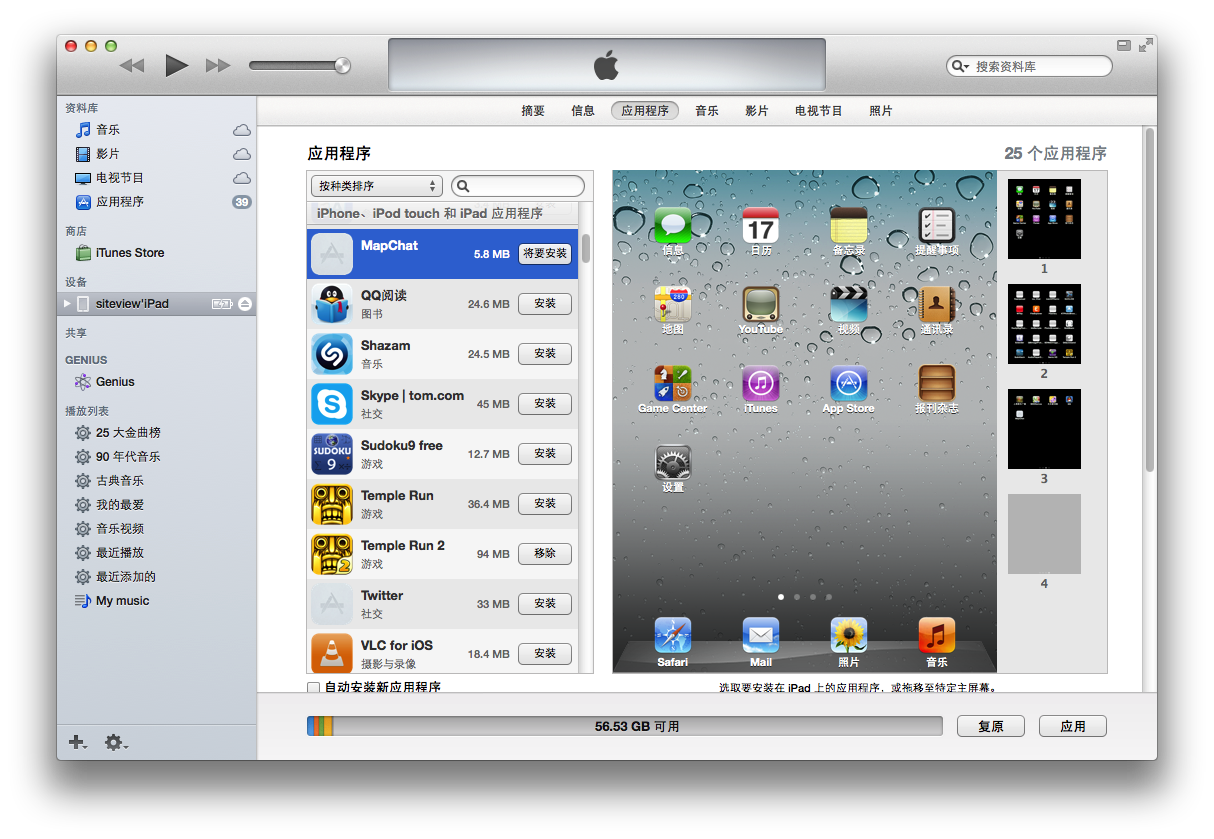 搜索资料库
资料库
音乐
影片
电视节目
应用程序
39
商店
iTunes Store
设备
siteview'iPad
共享
GENIUS
Genius
播放列表
25 大金曲榜
90 年代音乐
古典音乐
我的最爱
音乐视频
最近播放
最近添加的
My music
摘要 信息 应用程序 音乐 影片 电视节目 照片
应用程序
25 个应用程序
按种类排序
iPhone、iPod touch 和 iPad 应用程序
MapChat
5.8 MB 将要安装
QQ阅读
图书
24.6 MB 安装
Shazam
音乐
24.5 MB 安装
Skype | tom.com
社交
45 MB 安装
SUDOKU
9
Sudoku9 free
游戏
12.7 MB 安装
Temple Run
游戏
36.4 MB 安装
2
Temple Run 2
游戏
94 MB 移除
Twitter
社交
33 MB 安装
VLC for iOS
摄影与录像
18.4 MB 安装
自动安装新应用程序
17
信息 日历 备忘录 提醒事项
280
地图 YouTube 视频 通讯录
Game Center iTunes App Store 报刊杂志
设置
Safari Mail 照片 音乐
1
2
3
4
选取要安装在 iPad 上的应用程序，或拖移至特定主屏幕。
56.53 GB 可用
复原 应用